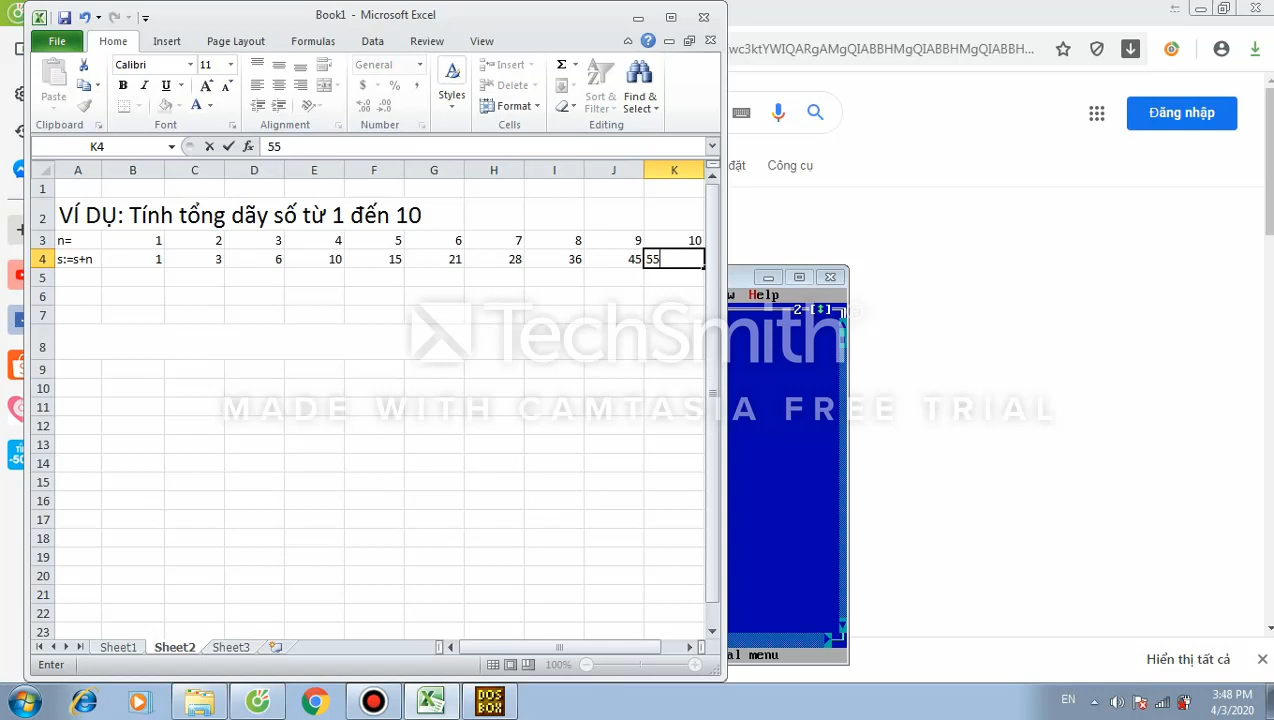 Book1 - Microsoft Excel
File Home Insert Page Layout Formulas Data Review View
wc3ktYWIQARgAMgQIABBHMgQIABBHMgQIABBHMgQIABBH...
Calibri 11 General Insert Σ
Paste B I U A A $ % , Styles Delete Sort & Filter Find & Select
Format
Clipboard Font Alignment Number Cells Editing
Đăng nhập
K4 fx 55
đặt Công cụ
A B C D E F G H I J K
1
2 VÍ DỤ: Tính tổng dãy số từ 1 đến 10
3 n= 1 2 3 4 5 6 7 8 9 10
4 s:=s+n 1 3 6 10 15 21 28 36 45 55
5
6
7
8
9
10
11
12
13
14
15
16
17
18
19
20
21
22
23
w Help
2=[↕]
TechSmith
MADE WITH CAMTASIA FREE TRIAL
Sheet1 Sheet2 Sheet3
Enter 100%
al menu
Hiển thị tất cả
DOS BOX
EN 3:48 PM
4/3/2020